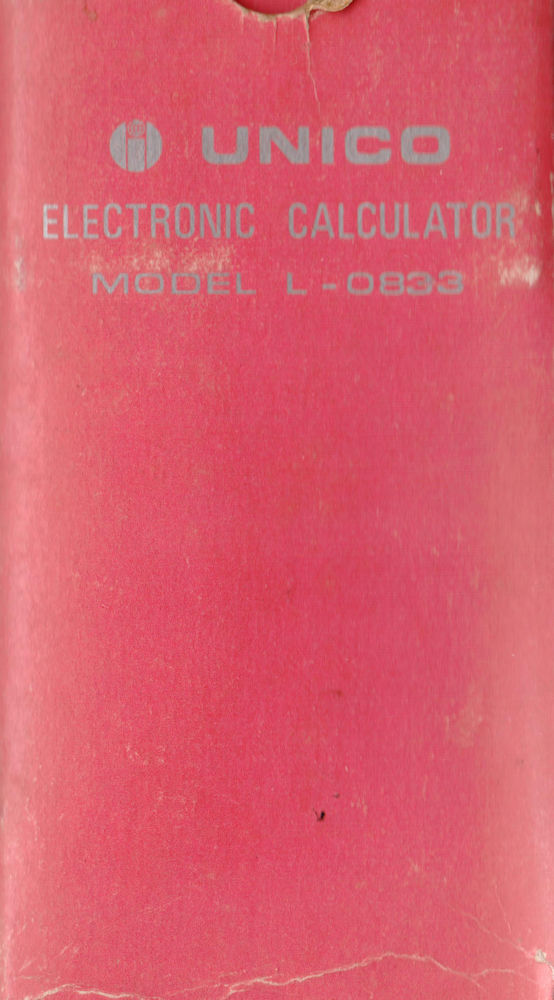 UNICO
ELECTRONIC CALCULATOR
MODEL L-0833